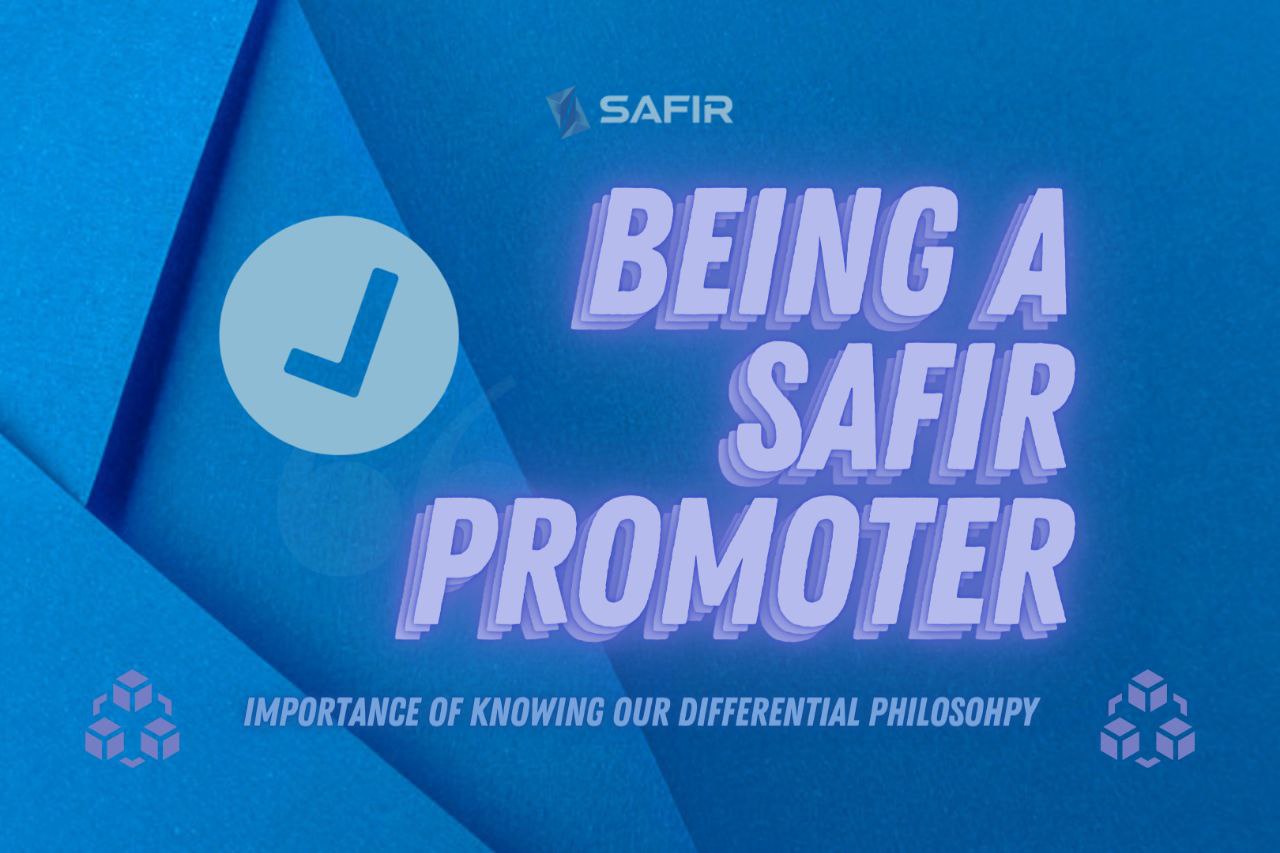 SAFIR
BEING A
SAFIR
PROMOTER
IMPORTANCE OF KNOWING OUR DIFFERENTIAL PHILOSOHPY